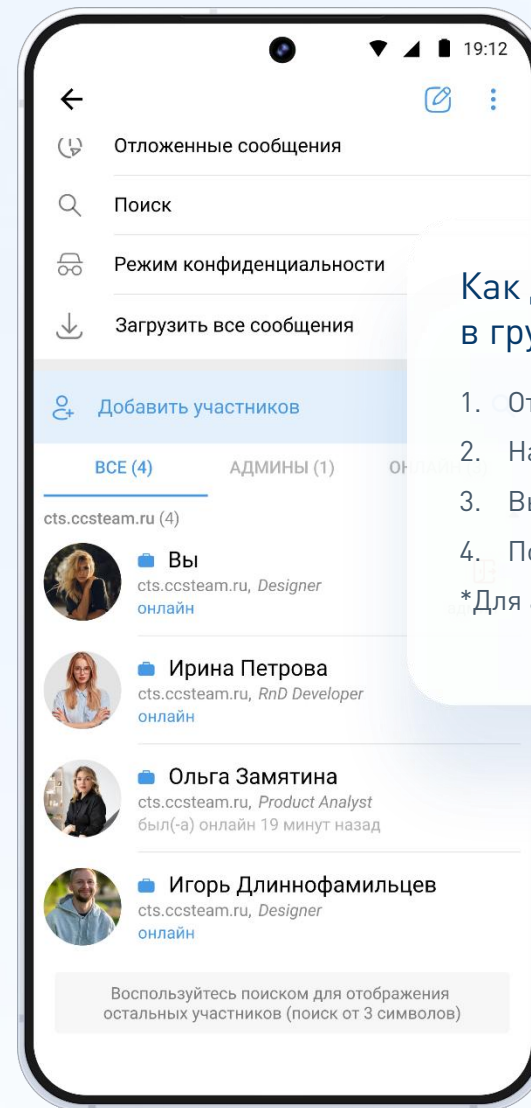 19:12
Отложенные сообщения
Поиск
Режим конфиденциальности
Загрузить все сообщения
Добавить участников
ВСЕ (4) АДМИНЫ (1)
cts.ccsteam.ru (4)
Вы
cts.ccsteam.ru, Designer
онлайн
Ирина Петрова
cts.ccsteam.ru, RnD Developer
онлайн
Ольга Замятина
cts.ccsteam.ru, Product Analyst
был(-а) онлайн 19 минут назад
Игорь Длиннофамильцев
cts.ccsteam.ru, Designer
онлайн
Воспользуйтесь поиском для отображения
остальных участников (поиск от 3 символов)
Как
в
1.
2.
3.
4.
*Для